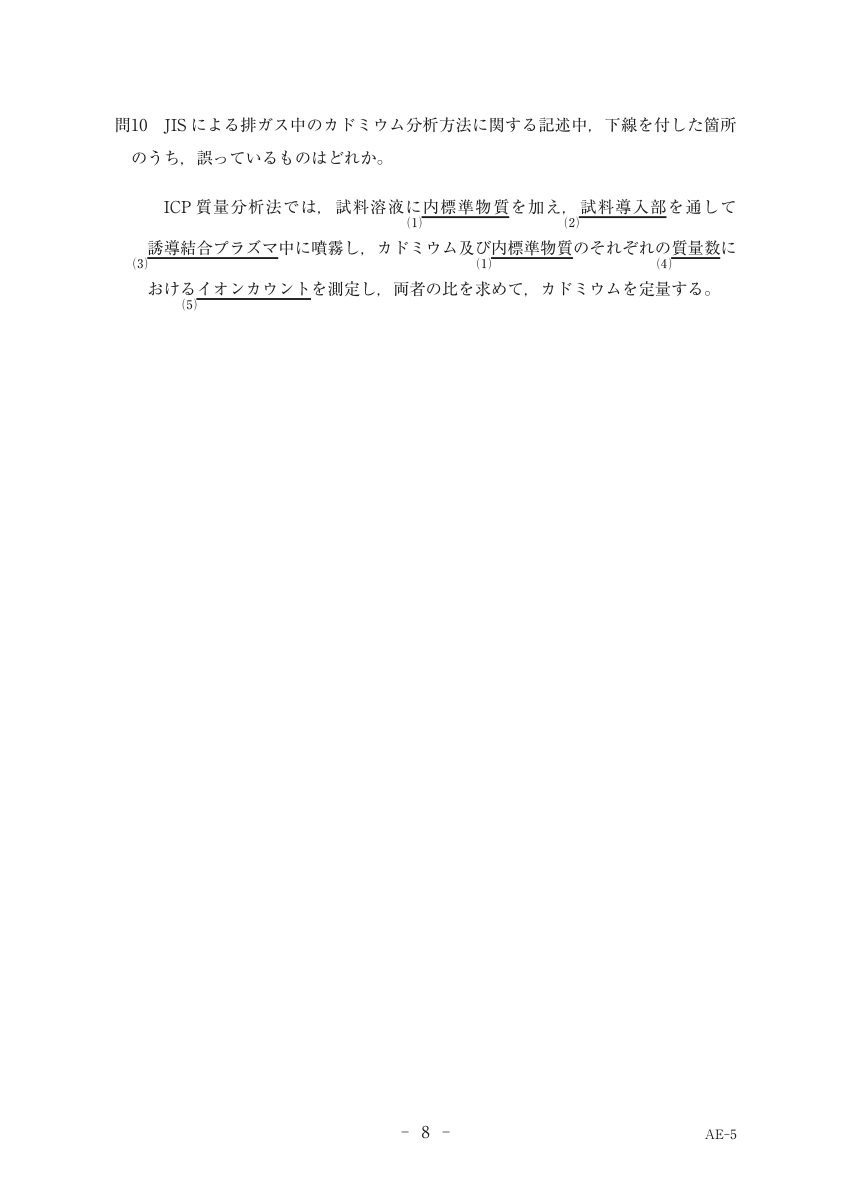 問10　JIS による排ガス中のカドミウム分析方法に関する記述中，下線を付した箇所
のうち，誤っているものはどれか。
ICP 質量分析法では，試料溶液に内標準物質を加え，試料導入部を通して
(1) (2)
誘導結合プラズマ中に噴霧し，カドミウム及び内標準物質のそれぞれの質量数に
(3) (1) (4)
おけるイオンカウントを測定し，両者の比を求めて，カドミウムを定量する。
(5)
－ 8 －
AE-5